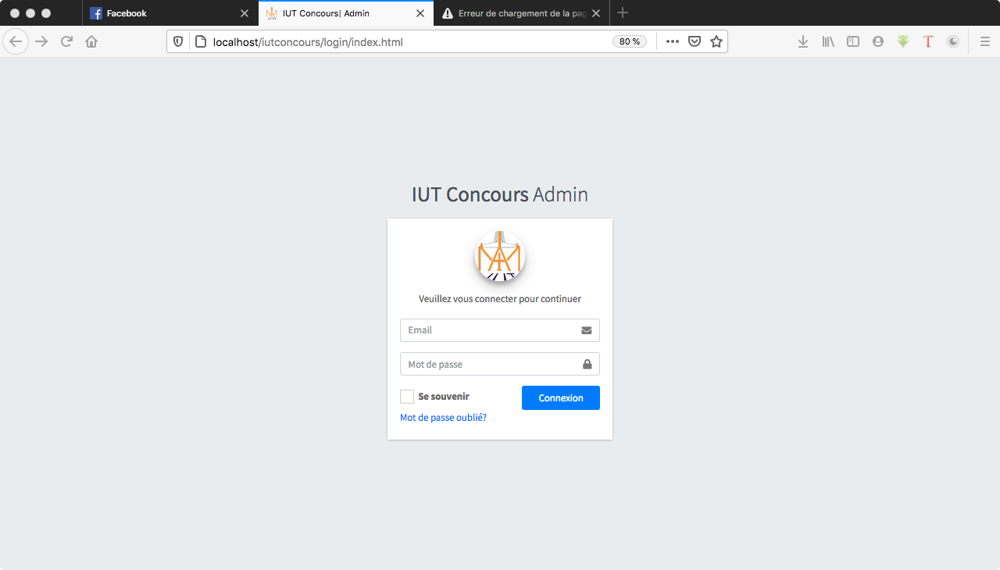 Facebook
IUT Concours| Admin
Erreur de chargement de la pag
localhost/iutconcours/login/index.html
80 %
IUT Concours Admin
Veuillez vous connecter pour continuer
Email
Mot de passe
Se souvenir
Connexion
Mot de passe oublié?